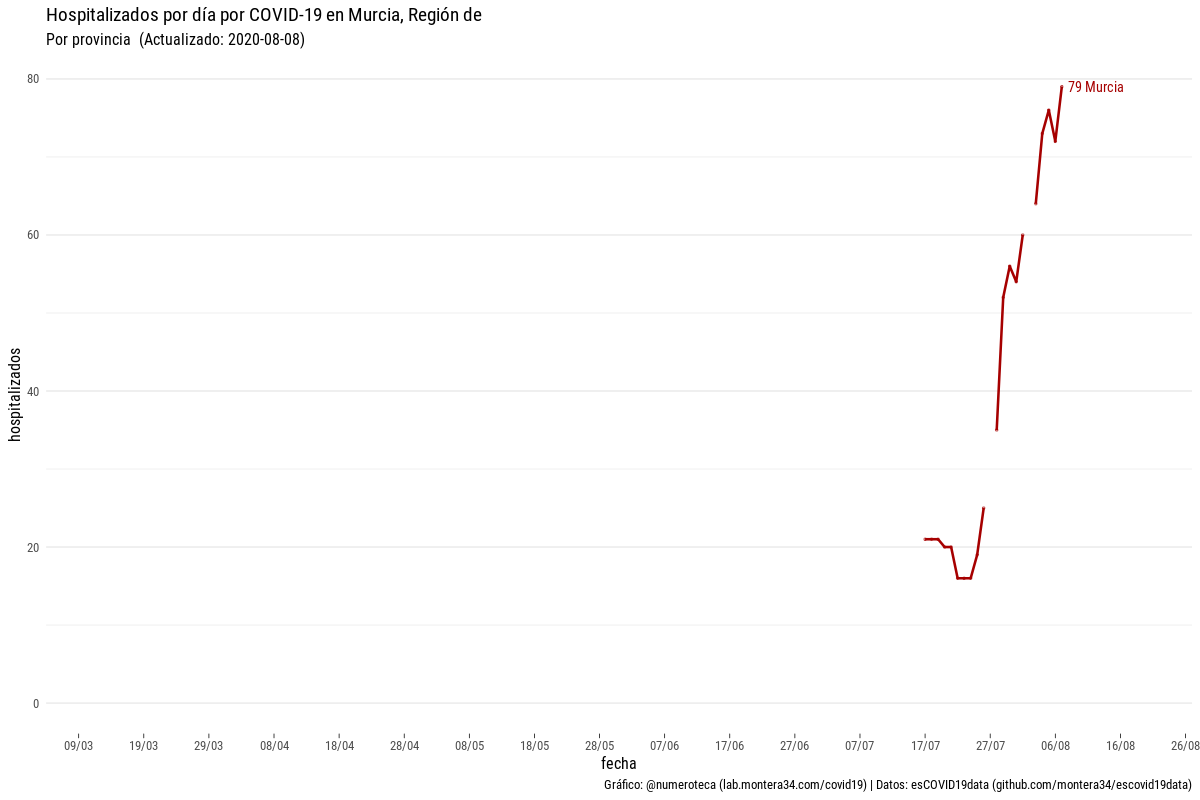 Hospitalizados por día por COVID-19 en Murcia, Región de
Por provincia (Actualizado: 2020-08-08)
80
79 Murcia
60
40
20
0
hospitalizados
09/03 19/03 29/03 08/04 18/04 28/04 08/05 18/05 28/05 07/06 17/06 27/06 07/07 17/07 27/07 06/08 16/08 26/08
fecha
Gráfico: @numeroteca (lab.montera34.com/covid19) | Datos: esCOVID19data (github.com/montera34/escovid19data)